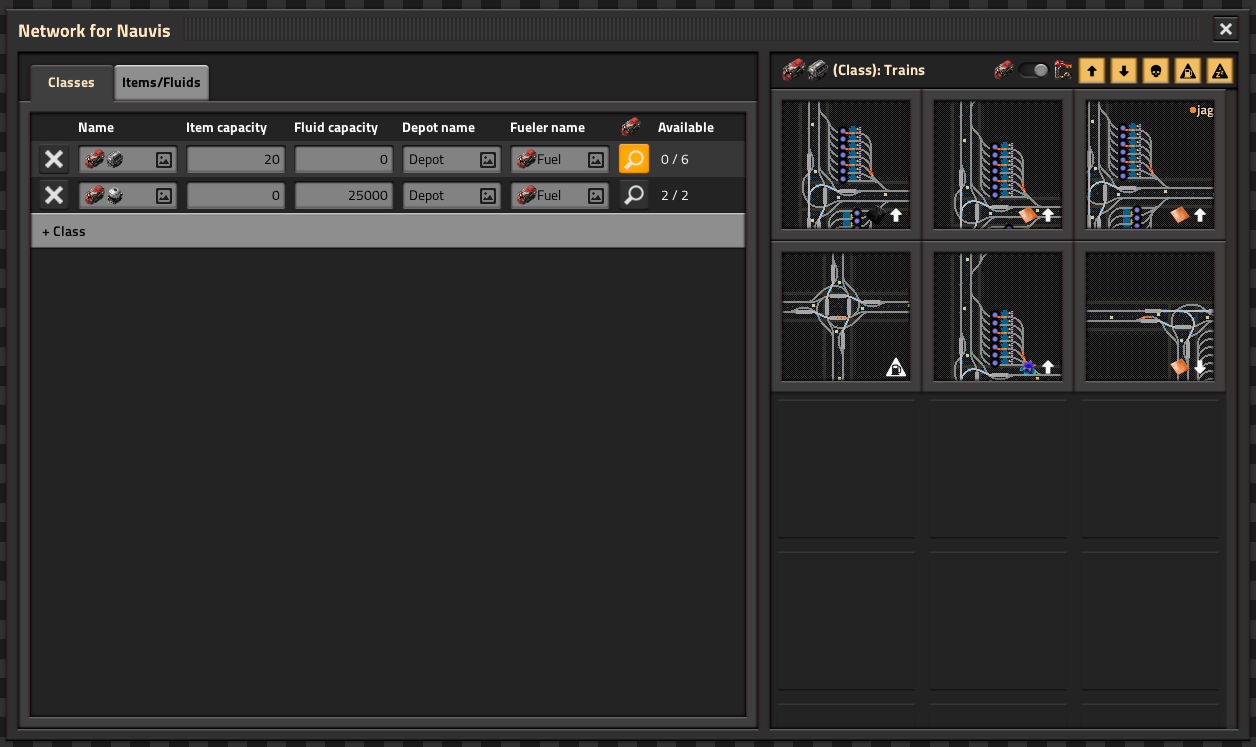 Network for Nauvis
Classes
Items/Fluids
Name
Item capacity
Fluid capacity
Depot name
Fueler name
Available
20
0
Depot
Fuel
0 / 6
0
25000
Depot
Fuel
2 / 2
+ Class
(Class): Trains
jag